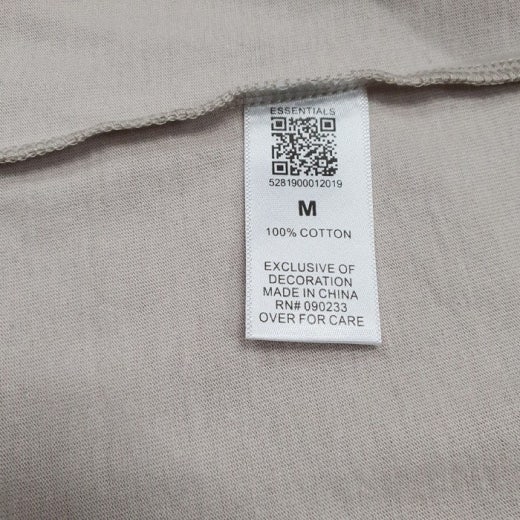 ESSENTIALS
5281900012019
M
100% COTTON
EXCLUSIVE OF
DECORATION
MADE IN CHINA
RN# 090233
OVER FOR CARE